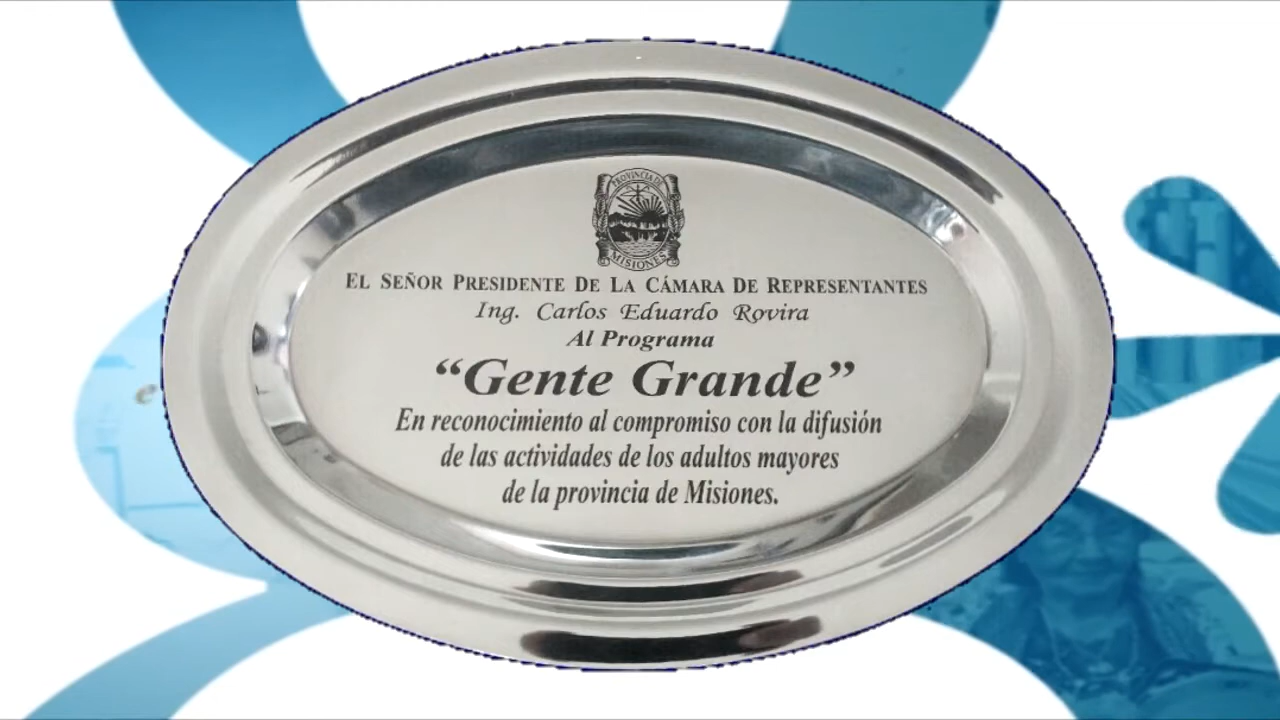 PROVINCIA DE
MISIONES
EL SEÑOR PRESIDENTE DE LA CÁMARA DE REPRESENTANTES
Ing. Carlos Eduardo Rovira
Al Programa
“Gente Grande”
En reconocimiento al compromiso con la difusión
de las actividades de los adultos mayores
de la provincia de Misiones.